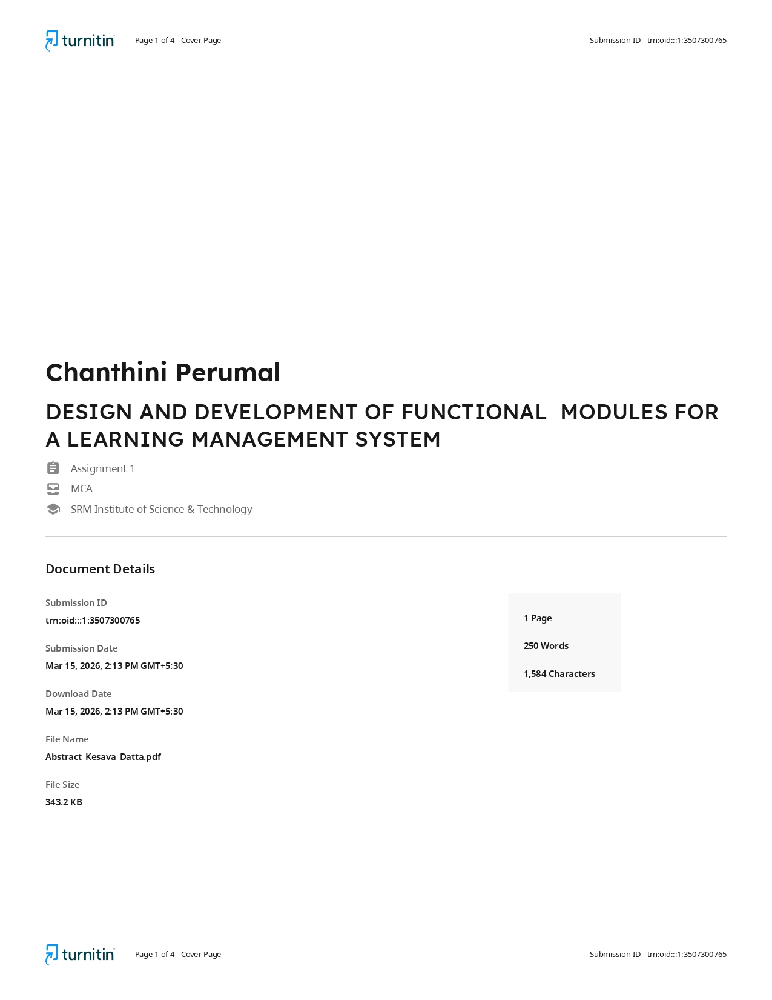 turnitin Page 1 of 4 - Cover Page Submission ID trn:oid:::1:3507300765
Chanthini Perumal
DESIGN AND DEVELOPMENT OF FUNCTIONAL  MODULES FOR
A LEARNING MANAGEMENT SYSTEM
Assignment 1
MCA
SRM Institute of Science & Technology
Document Details
Submission ID
trn:oid:::1:3507300765
Submission Date
Mar 15, 2026, 2:13 PM GMT+5:30
Download Date
Mar 15, 2026, 2:13 PM GMT+5:30
File Name
Abstract_Kesava_Datta.pdf
File Size
343.2 KB
1 Page
250 Words
1,584 Characters
turnitin Page 1 of 4 - Cover Page Submission ID trn:oid:::1:3507300765